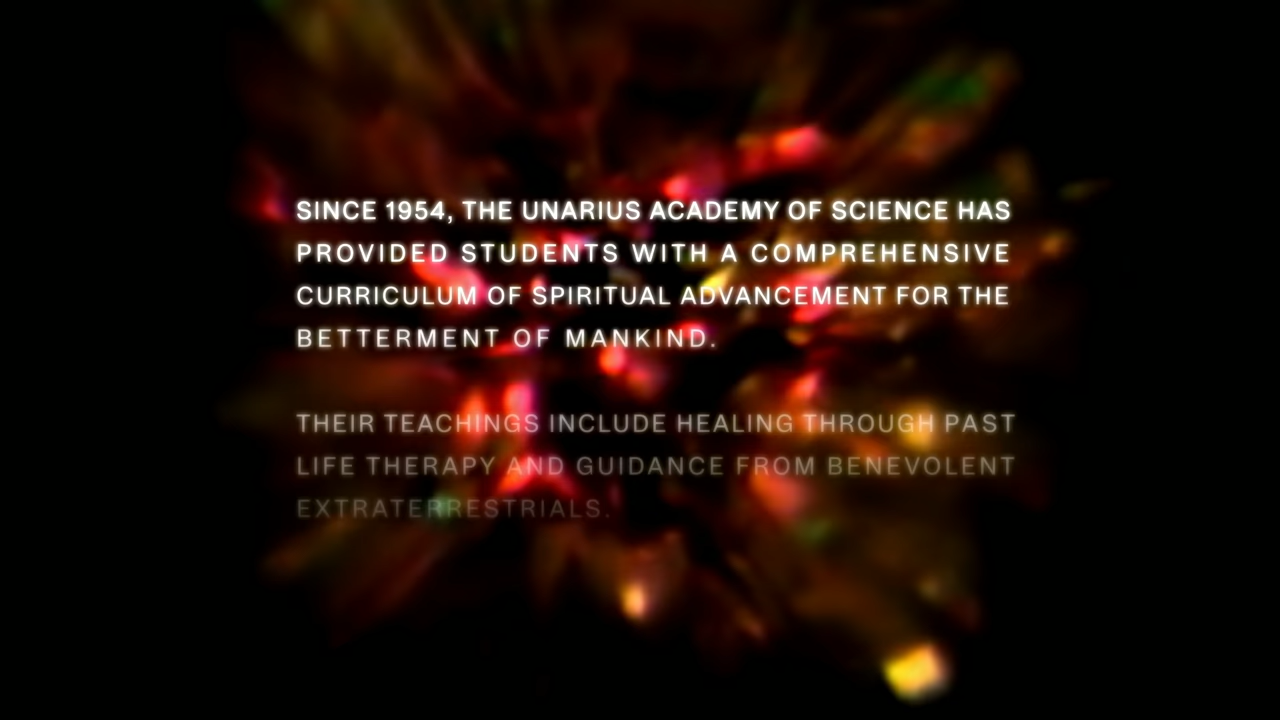 SINCE 1954, THE UNARIUS ACADEMY OF SCIENCE HAS
PROVIDED STUDENTS WITH A COMPREHENSIVE
CURRICULUM OF SPIRITUAL ADVANCEMENT FOR THE
BETTERMENT OF MANKIND.
THEIR TEACHINGS INCLUDE HEALING THROUGH PAST
LIFE THERAPY AND GUIDANCE FROM BENEVOLENT
EXTRATERRESTRIALS.